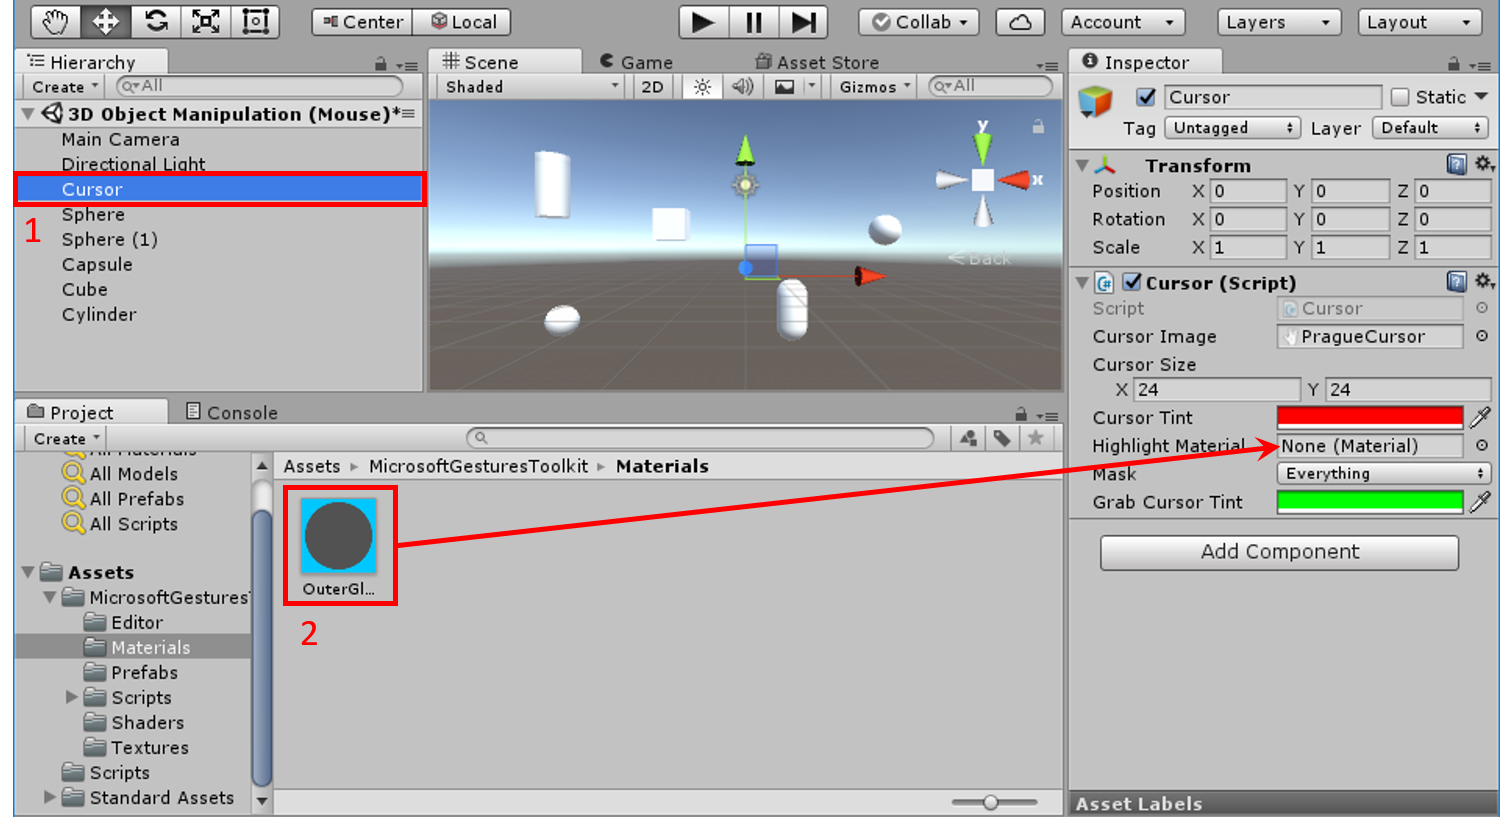 Center Local Collab Account Layers Layout
Hierarchy
Create All
3D Object Manipulation (Mouse)*
Main Camera
Directional Light
Cursor
1
Sphere
Sphere (1)
Capsule
Cube
Cylinder
Scene Game Asset Store
Shaded 2D Gizmos All
y
x
Back
Inspector
Cursor Static
Tag Untagged Layer Default
Transform
Position X 0 Y 0 Z 0
Rotation X 0 Y 0 Z 0
Scale X 1 Y 1 Z 1
C# Cursor (Script)
Script Cursor
Cursor Image PragueCursor
Cursor Size
X 24 Y 24
Cursor Tint
Highlight Material None (Material)
Mask Everything
Grab Cursor Tint
Add Component
Asset Labels
Project Console
Create
All Materials
All Models
All Prefabs
All Scripts
Assets
MicrosoftGestures
Editor
Materials
Prefabs
Scripts
Shaders
Textures
Scripts
Standard Assets
Assets MicrosoftGesturesToolkit Materials
OuterGl...
2